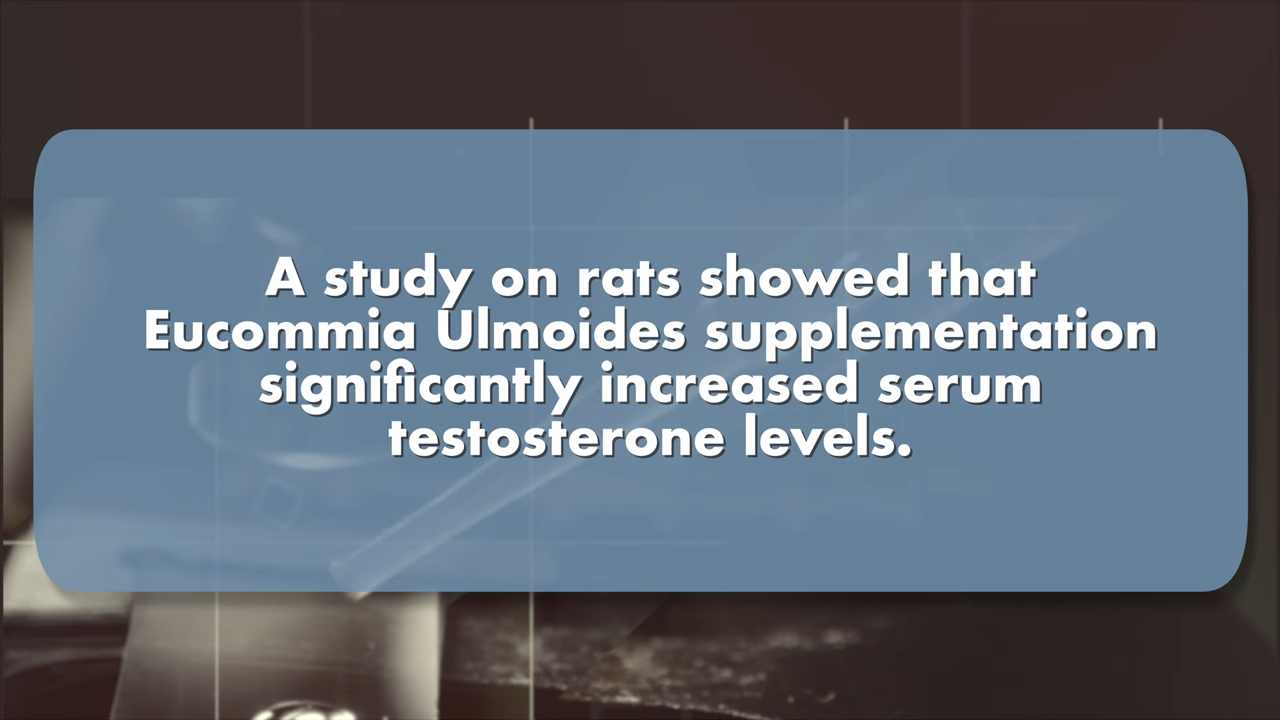 A study on rats showed that
Eucommia Ulmoides supplementation
significantly increased serum
testosterone levels.